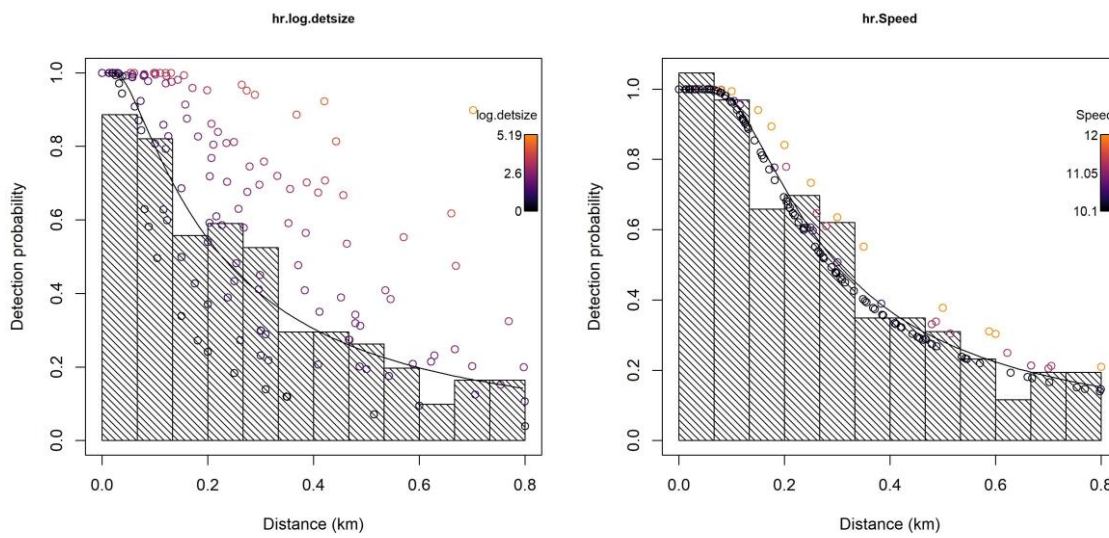 hr.log.detsize
Detection probability
1.0
0.8
0.6
0.4
0.2
0.0
log.detsize
5.19
2.6
0
0.0 0.2 0.4 0.6 0.8
Distance (km)
hr.Speed
Detection probability
1.0
0.8
0.6
0.4
0.2
0.0
Speed
12
11.05
10.1
0.0 0.2 0.4 0.6 0.8
Distance (km)